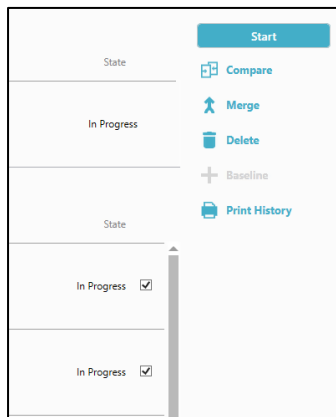 State
In Progress
State
In Progress
In Progress
Start
Compare
Merge
Delete
Baseline
Print History